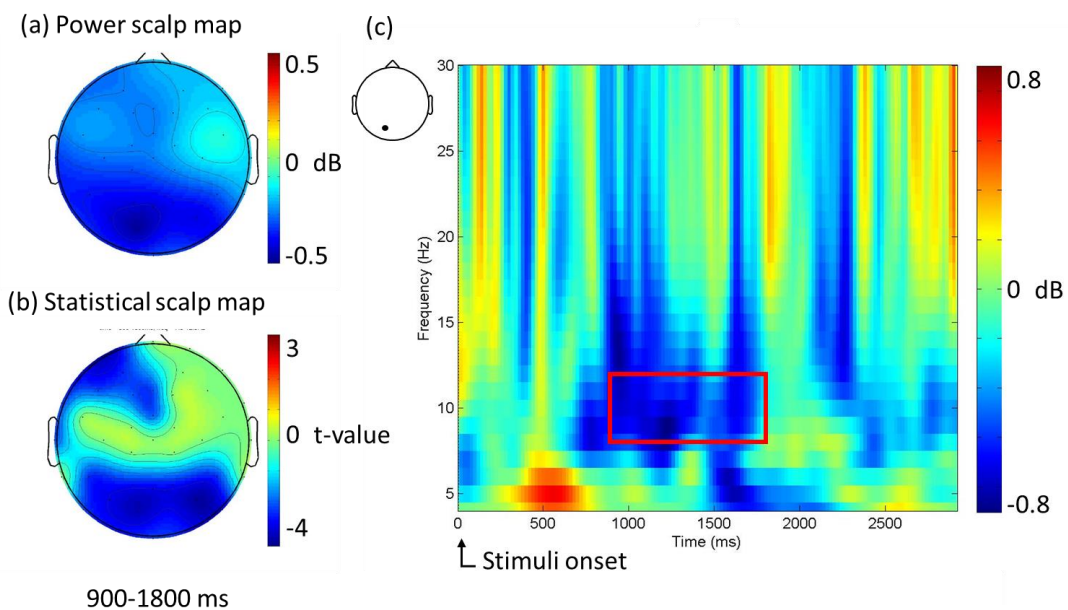 (a) Power scalp map
0.5
0 dB
-0.5
(b) Statistical scalp map
3
0 t-value
-4
900-1800 ms
(c)
30
25
20
15
10
5
Frequency (Hz)
0 500 1000 1500 2000 2500
Time (ms)
Stimuli onset
0.8
0 dB
-0.8